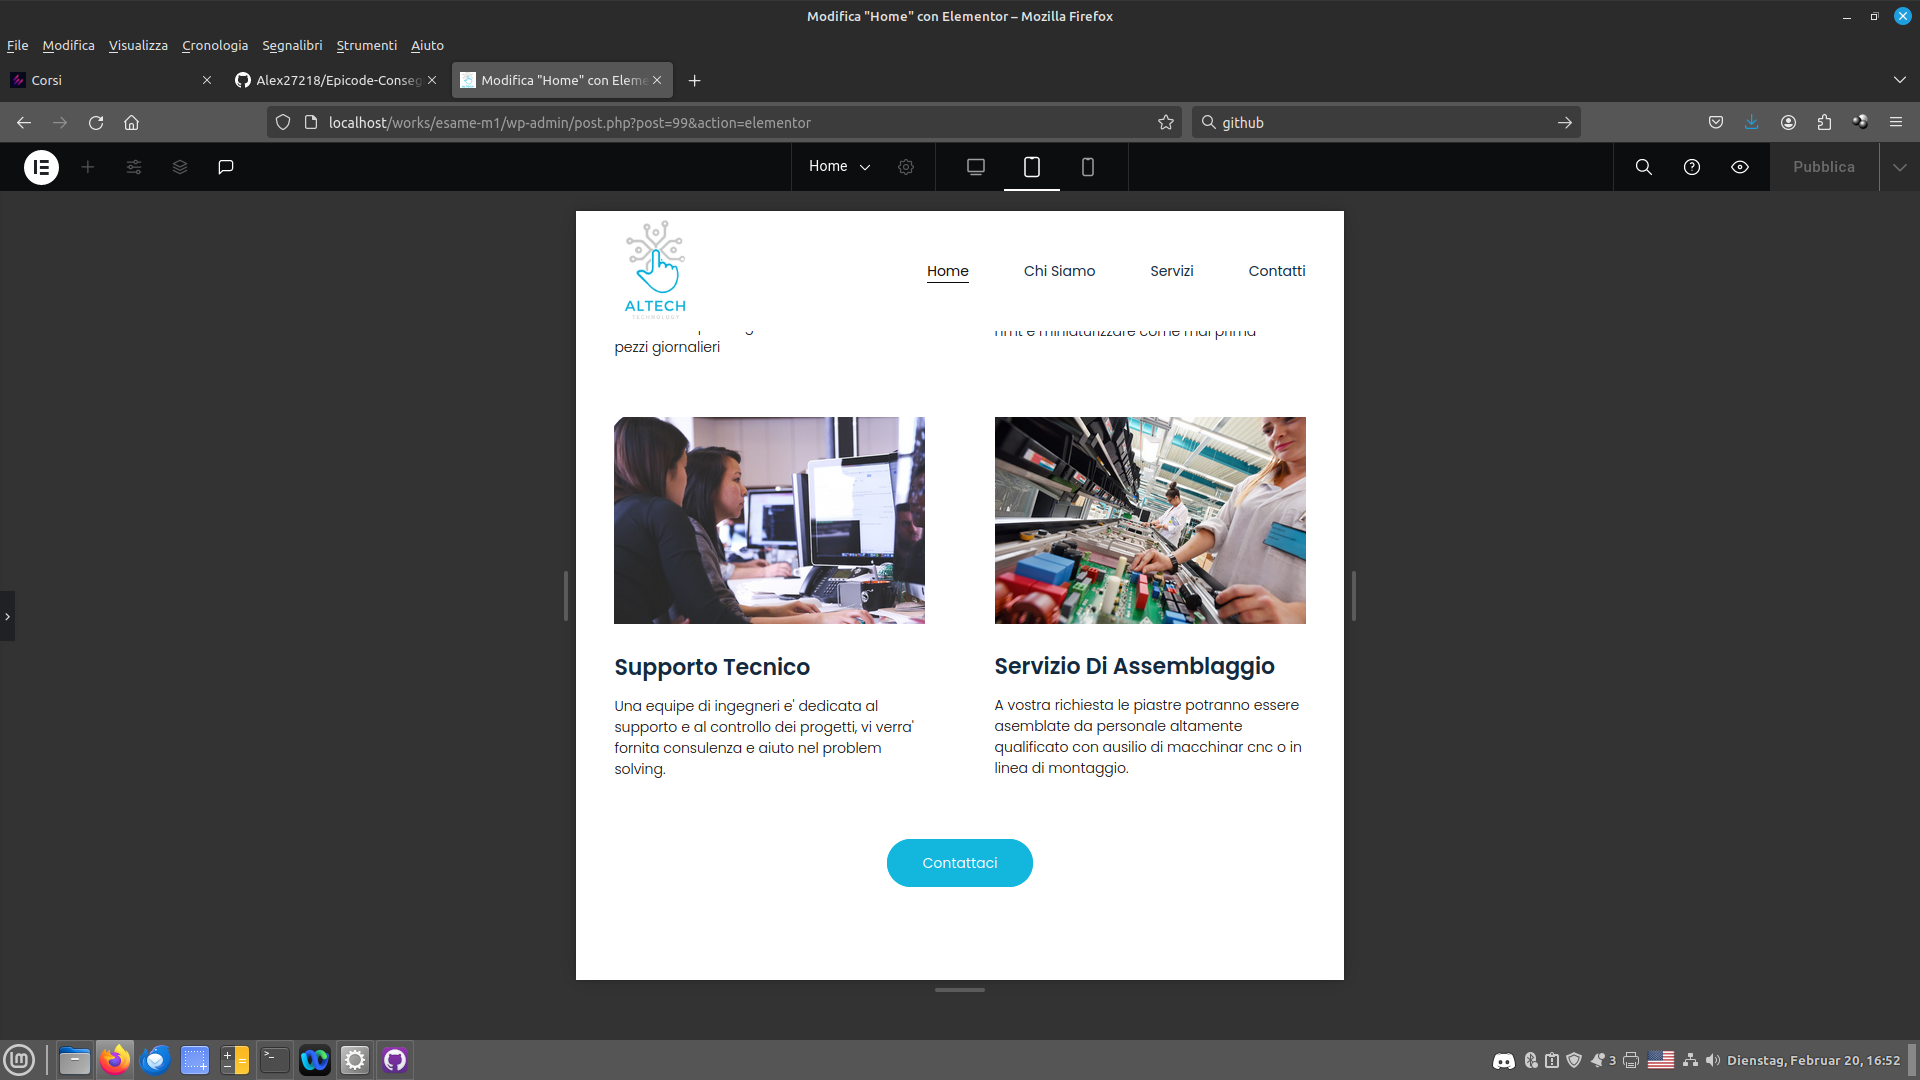 Modifica "Home" con Elementor – Mozilla Firefox
File Modifica Visualizza Cronologia Segnalibri Strumenti Aiuto
Corsi
Alex27218/Epicode-Conseg
Modifica "Home" con Eleme
localhost/works/esame-m1/wp-admin/post.php?post=99&action=elementor
github
Home
Pubblica
ALTECH
TECHNOLOGY
Home Chi Siamo Servizi Contatti
pezzi giornalieri
e miniaturizzare come mai prima
Supporto Tecnico
Una equipe di ingegneri e' dedicata al
supporto e al controllo dei progetti, vi verra'
fornita consulenza e aiuto nel problem
solving.
Servizio Di Assemblaggio
A vostra richiesta le piastre potranno essere
asemblate da personale altamente
qualificato con ausilio di macchinar cnc o in
linea di montaggio.
Contattaci
3
Dienstag, Februar 20, 16:52